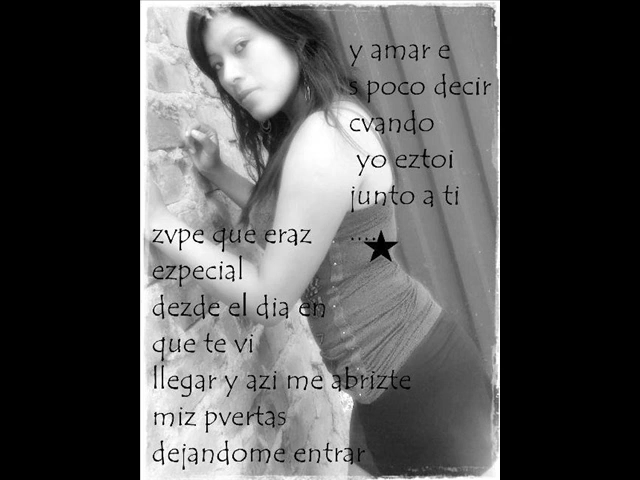 y amar e
s poco decir
cvando
yo eztoi
junto a ti
....
zvpe que eraz
ezpecial
dezde el dia en
que te vi
llegar y azi me abrizte
miz pvertas
dejandome entrar